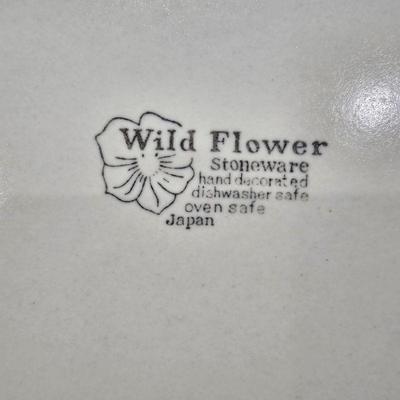 Wild Flower
Stoneware
hand decorated
dishwasher safe
oven safe
Japan